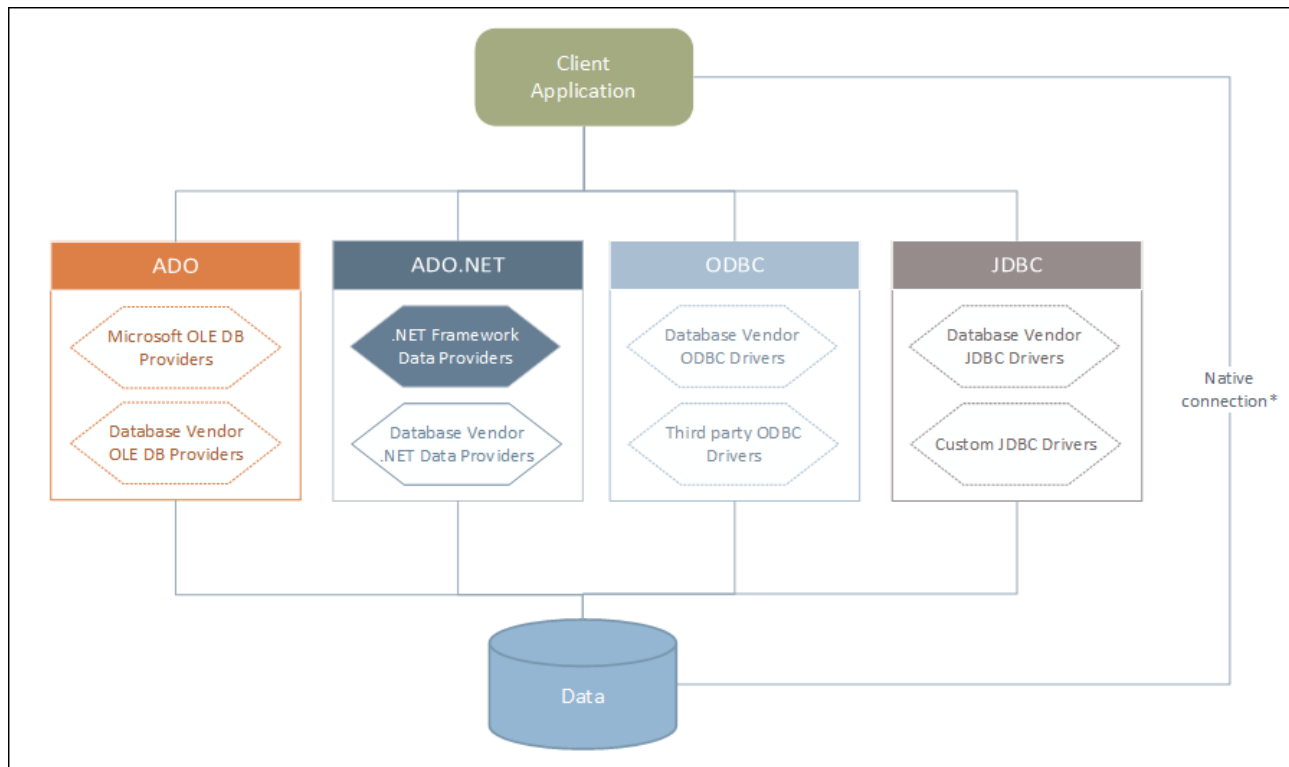 Client
Application
ADO
Microsoft OLE DB
Providers
Database Vendor
OLE DB Providers
ADO.NET
.NET Framework
Data Providers
Database Vendor
.NET Data Providers
ODBC
Database Vendor
ODBC Drivers
Third party ODBC
Drivers
JDBC
Database Vendor
JDBC Drivers
Custom JDBC Drivers
Native
connection*
Data